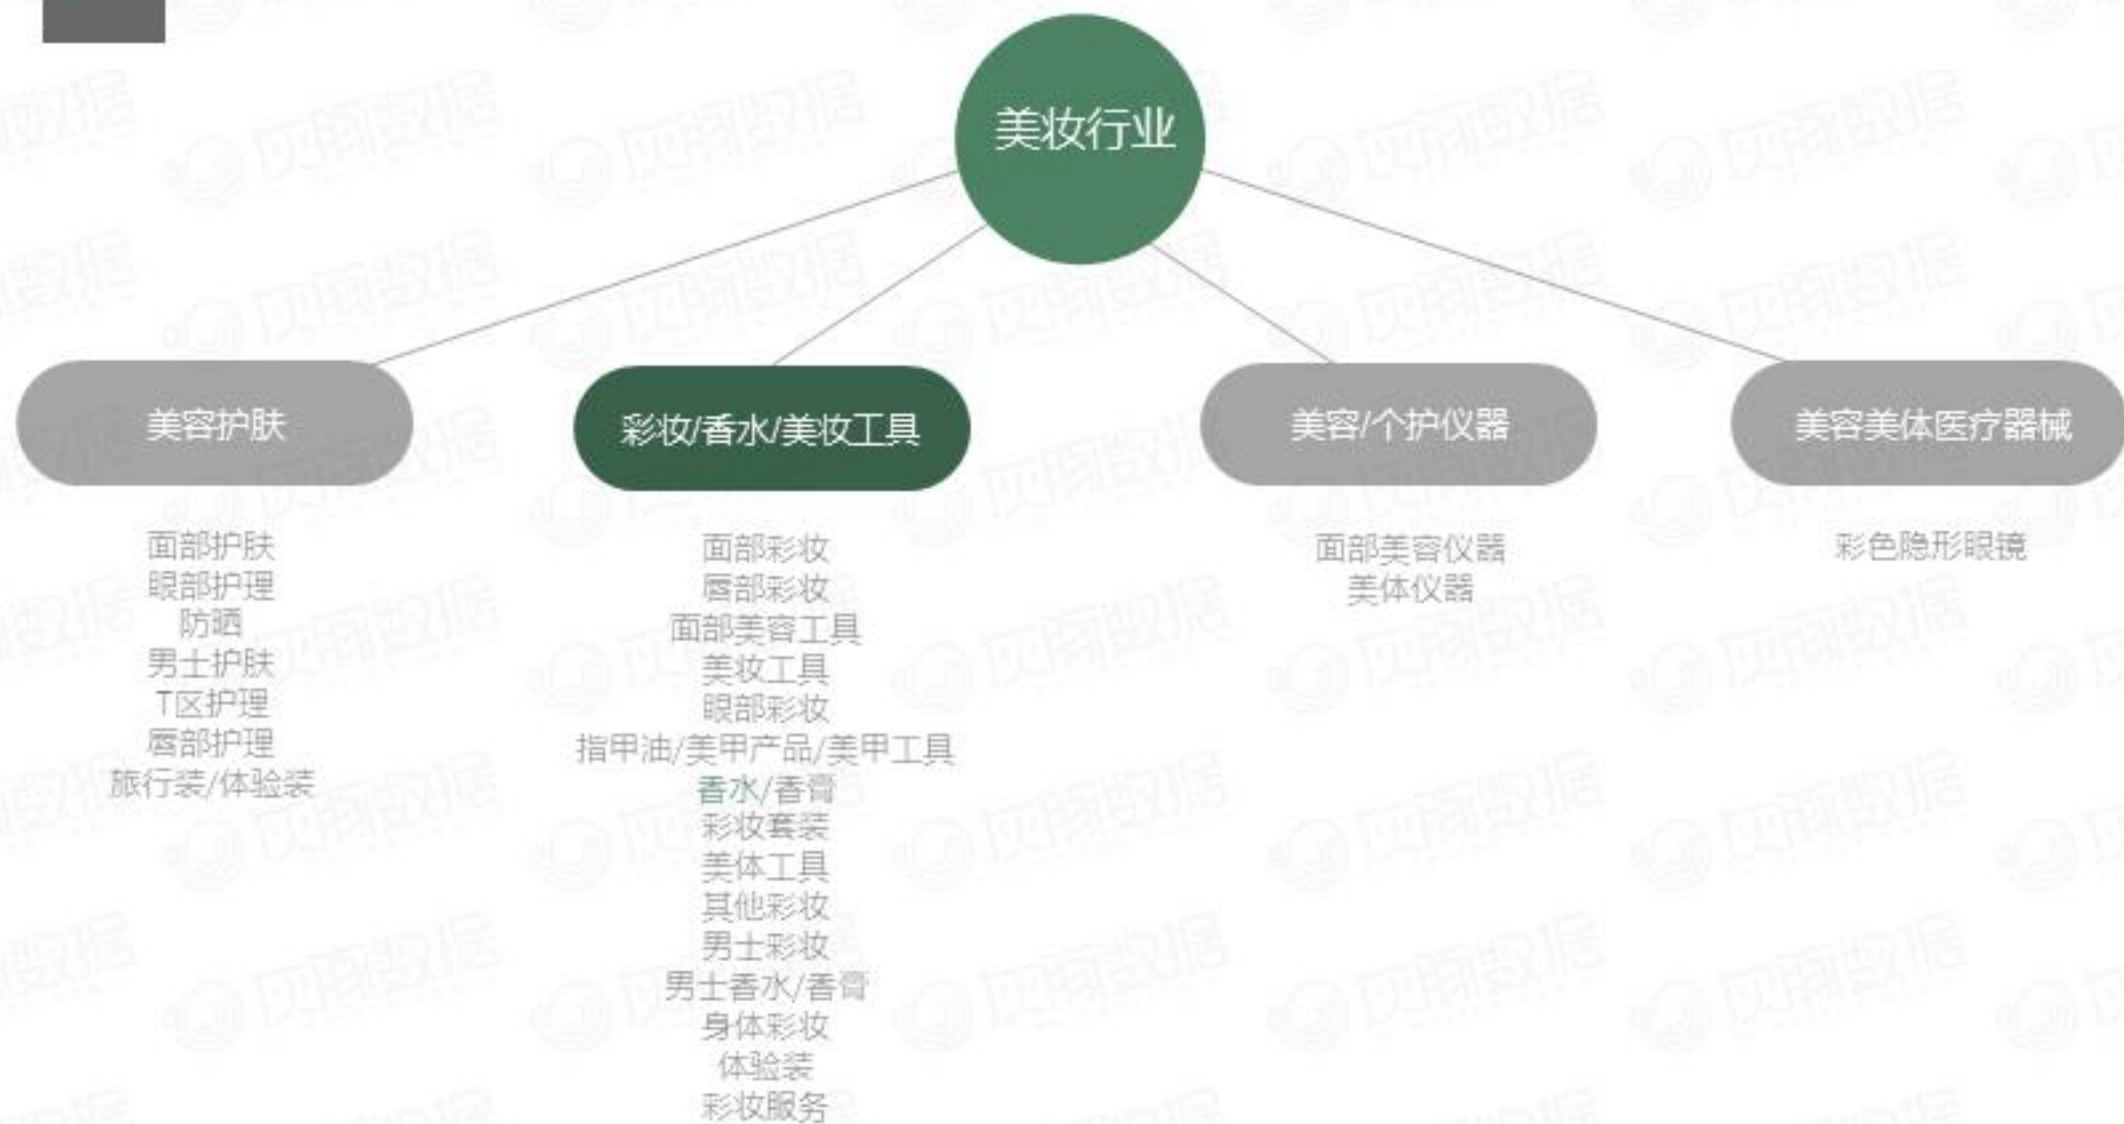 美妆行业
美容护肤
面部护肤
眼部护理
防晒
男士护肤
T区护理
唇部护理
旅行装/体验装
彩妆/香水/美妆工具
面部彩妆
唇部彩妆
面部美容工具
美妆工具
眼部彩妆
指甲油/美甲产品/美甲工具
香水/香膏
彩妆套装
美体工具
其他彩妆
男士彩妆
男士香水/香膏
身体彩妆
体验装
彩妆服务
美容/个护仪器
面部美容仪器
美体仪器
美容美体医疗器械
彩色隐形眼镜